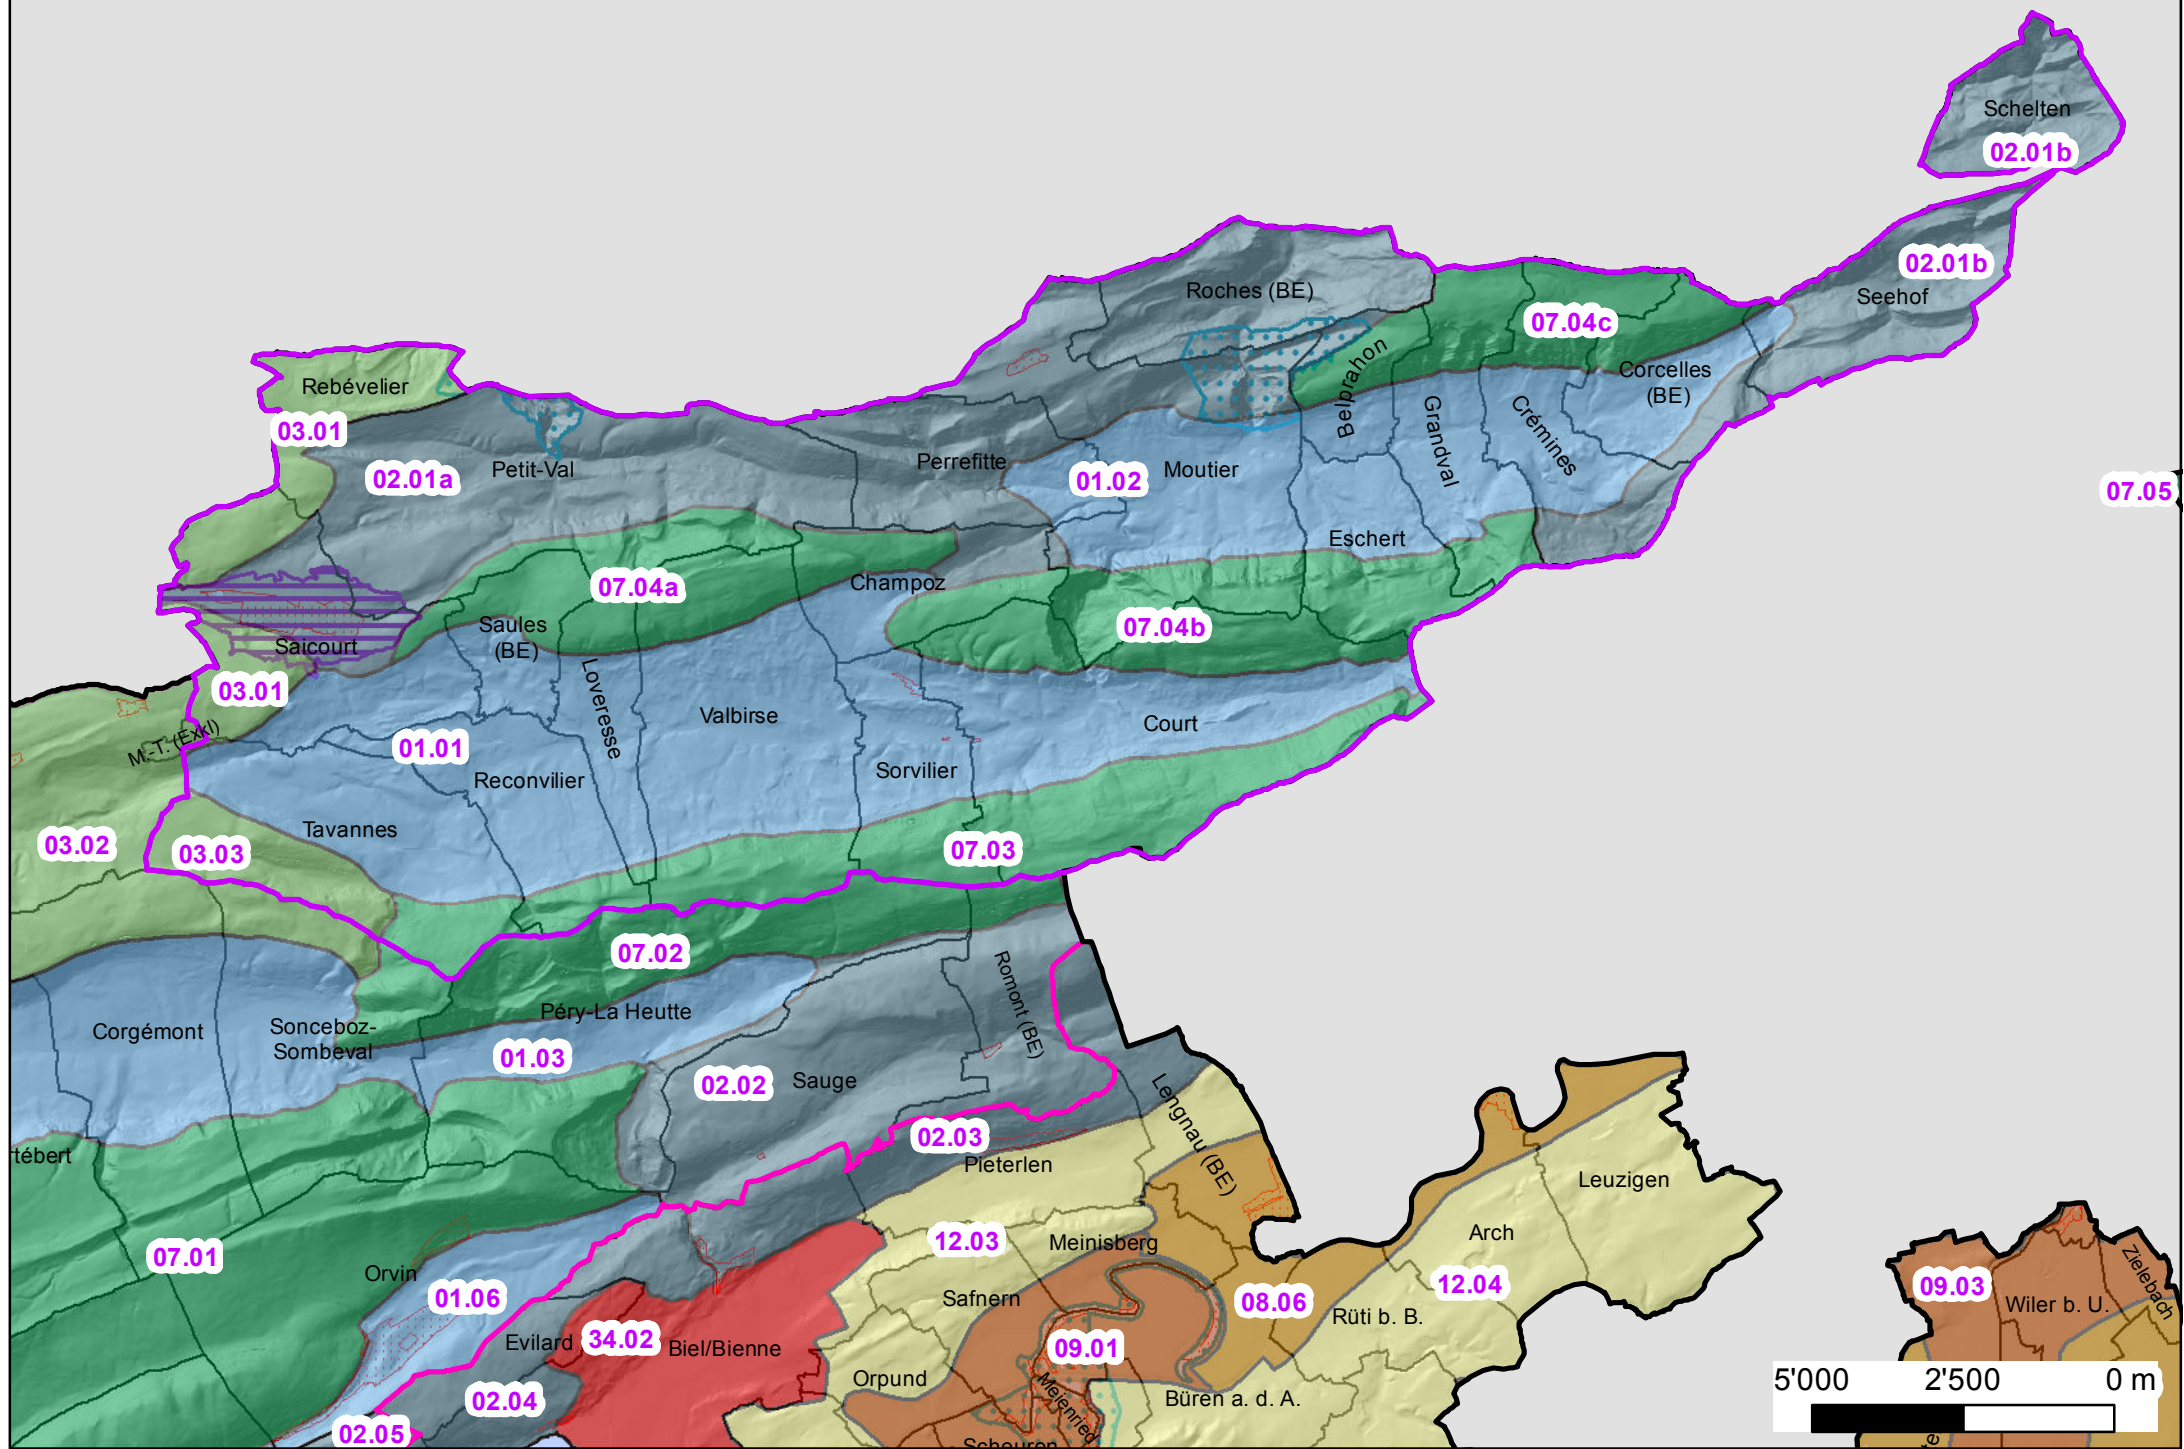 Schelten
02.01b
02.01b
Seehof
Roches (BE)
07.04c
Belprahon
Corcelles
(BE)
Rebévelier
03.01
Grandval
Crémines
02.01a
Petit-Val
Perrefitte
01.02
Moutier
07.05
Eschert
07.04a
Champoz
07.04b
Saules
(BE)
Saicourt
03.01
Loveresse
Valbirse
Court
M.-T. (Exkl)
01.01
Reconvilier
Sorvilier
Tavannes
03.02
03.03
07.03
07.02
Romont (BE)
Péry-La Heutte
Corgémont
Sonceboz-
Sombeval
01.03
02.02
Sauge
Lengnau (BE)
02.03
Pieterlen
rtébert
Leuzigen
Arch
12.03
Meinisberg
07.01
Orvin
01.06
Safnern
08.06
12.04
09.03
Zielebach
Wiler b. U.
Rüti b. B.
Evilard
34.02
Biel/Bienne
09.01
Orpund
Meienried
Büren a. d. A.
02.04
02.05
Scheuren
5'000 2'500 0 m